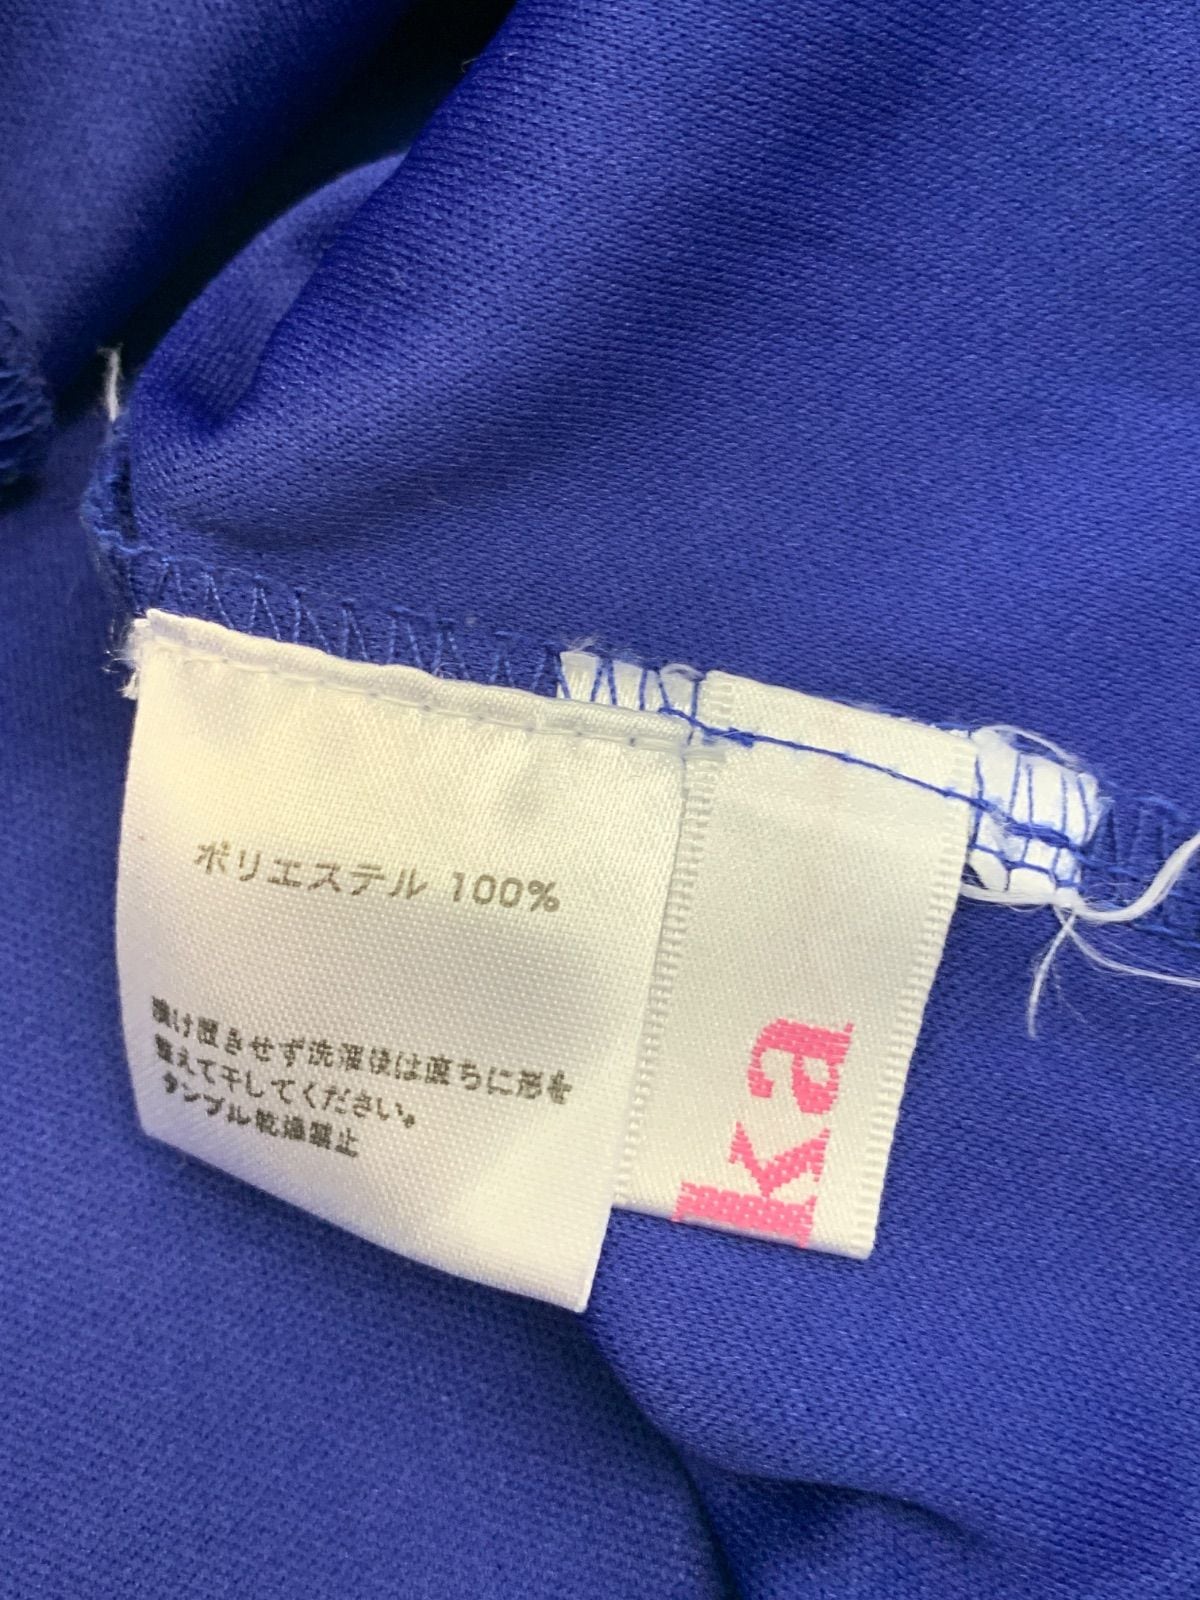 ポリエステル 100%
漬け置きせず洗濯後は直ちに形を
整えて干してください。
タンブル乾燥禁止
ka